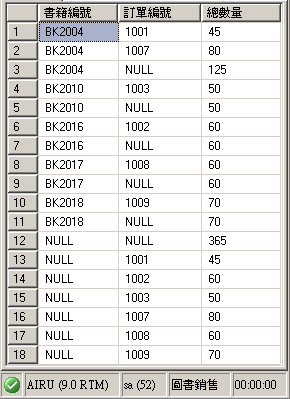 書籍編號 訂單編號 總數量
1 BK2004 1001 45
2 BK2004 1007 80
3 BK2004 NULL 125
4 BK2010 1003 50
5 BK2010 NULL 50
6 BK2016 1002 60
7 BK2016 NULL 60
8 BK2017 1008 60
9 BK2017 NULL 60
10 BK2018 1009 70
11 BK2018 NULL 70
12 NULL NULL 365
13 NULL 1001 45
14 NULL 1002 60
15 NULL 1003 50
16 NULL 1007 80
17 NULL 1008 60
18 NULL 1009 70
AIRU (9.0 RTM) sa (52) 圖書銷售 00:00:00